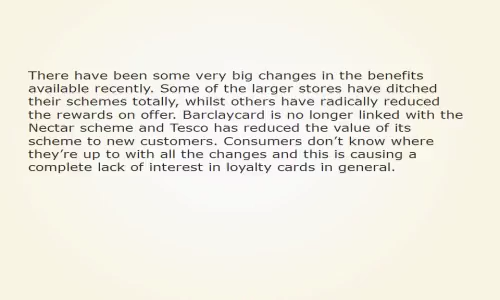 There have been some very big changes in the benefits
available recently. Some of the larger stores have ditched
their schemes totally, whilst others have radically reduced
the rewards on offer. Barclaycard is no longer linked with the
Nectar scheme and Tesco has reduced the value of its
scheme to new customers. Consumers don’t know where
they’re up to with all the changes and this is causing a
complete lack of interest in loyalty cards in general.